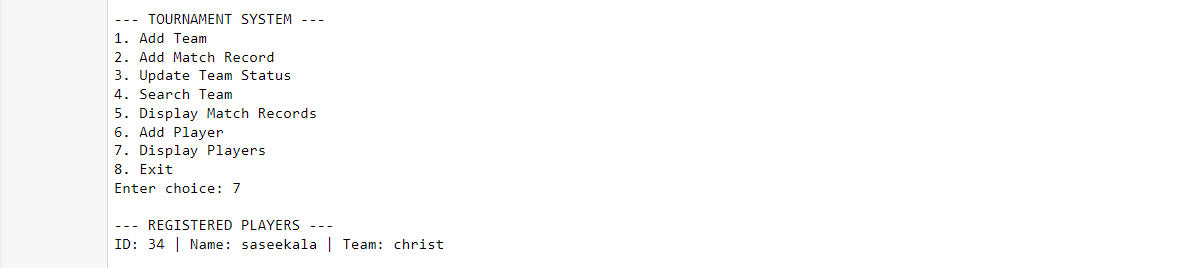 --- TOURNAMENT SYSTEM ---
1. Add Team
2. Add Match Record
3. Update Team Status
4. Search Team
5. Display Match Records
6. Add Player
7. Display Players
8. Exit
Enter choice: 7
--- REGISTERED PLAYERS ---
ID: 34 | Name: saseekala | Team: christ